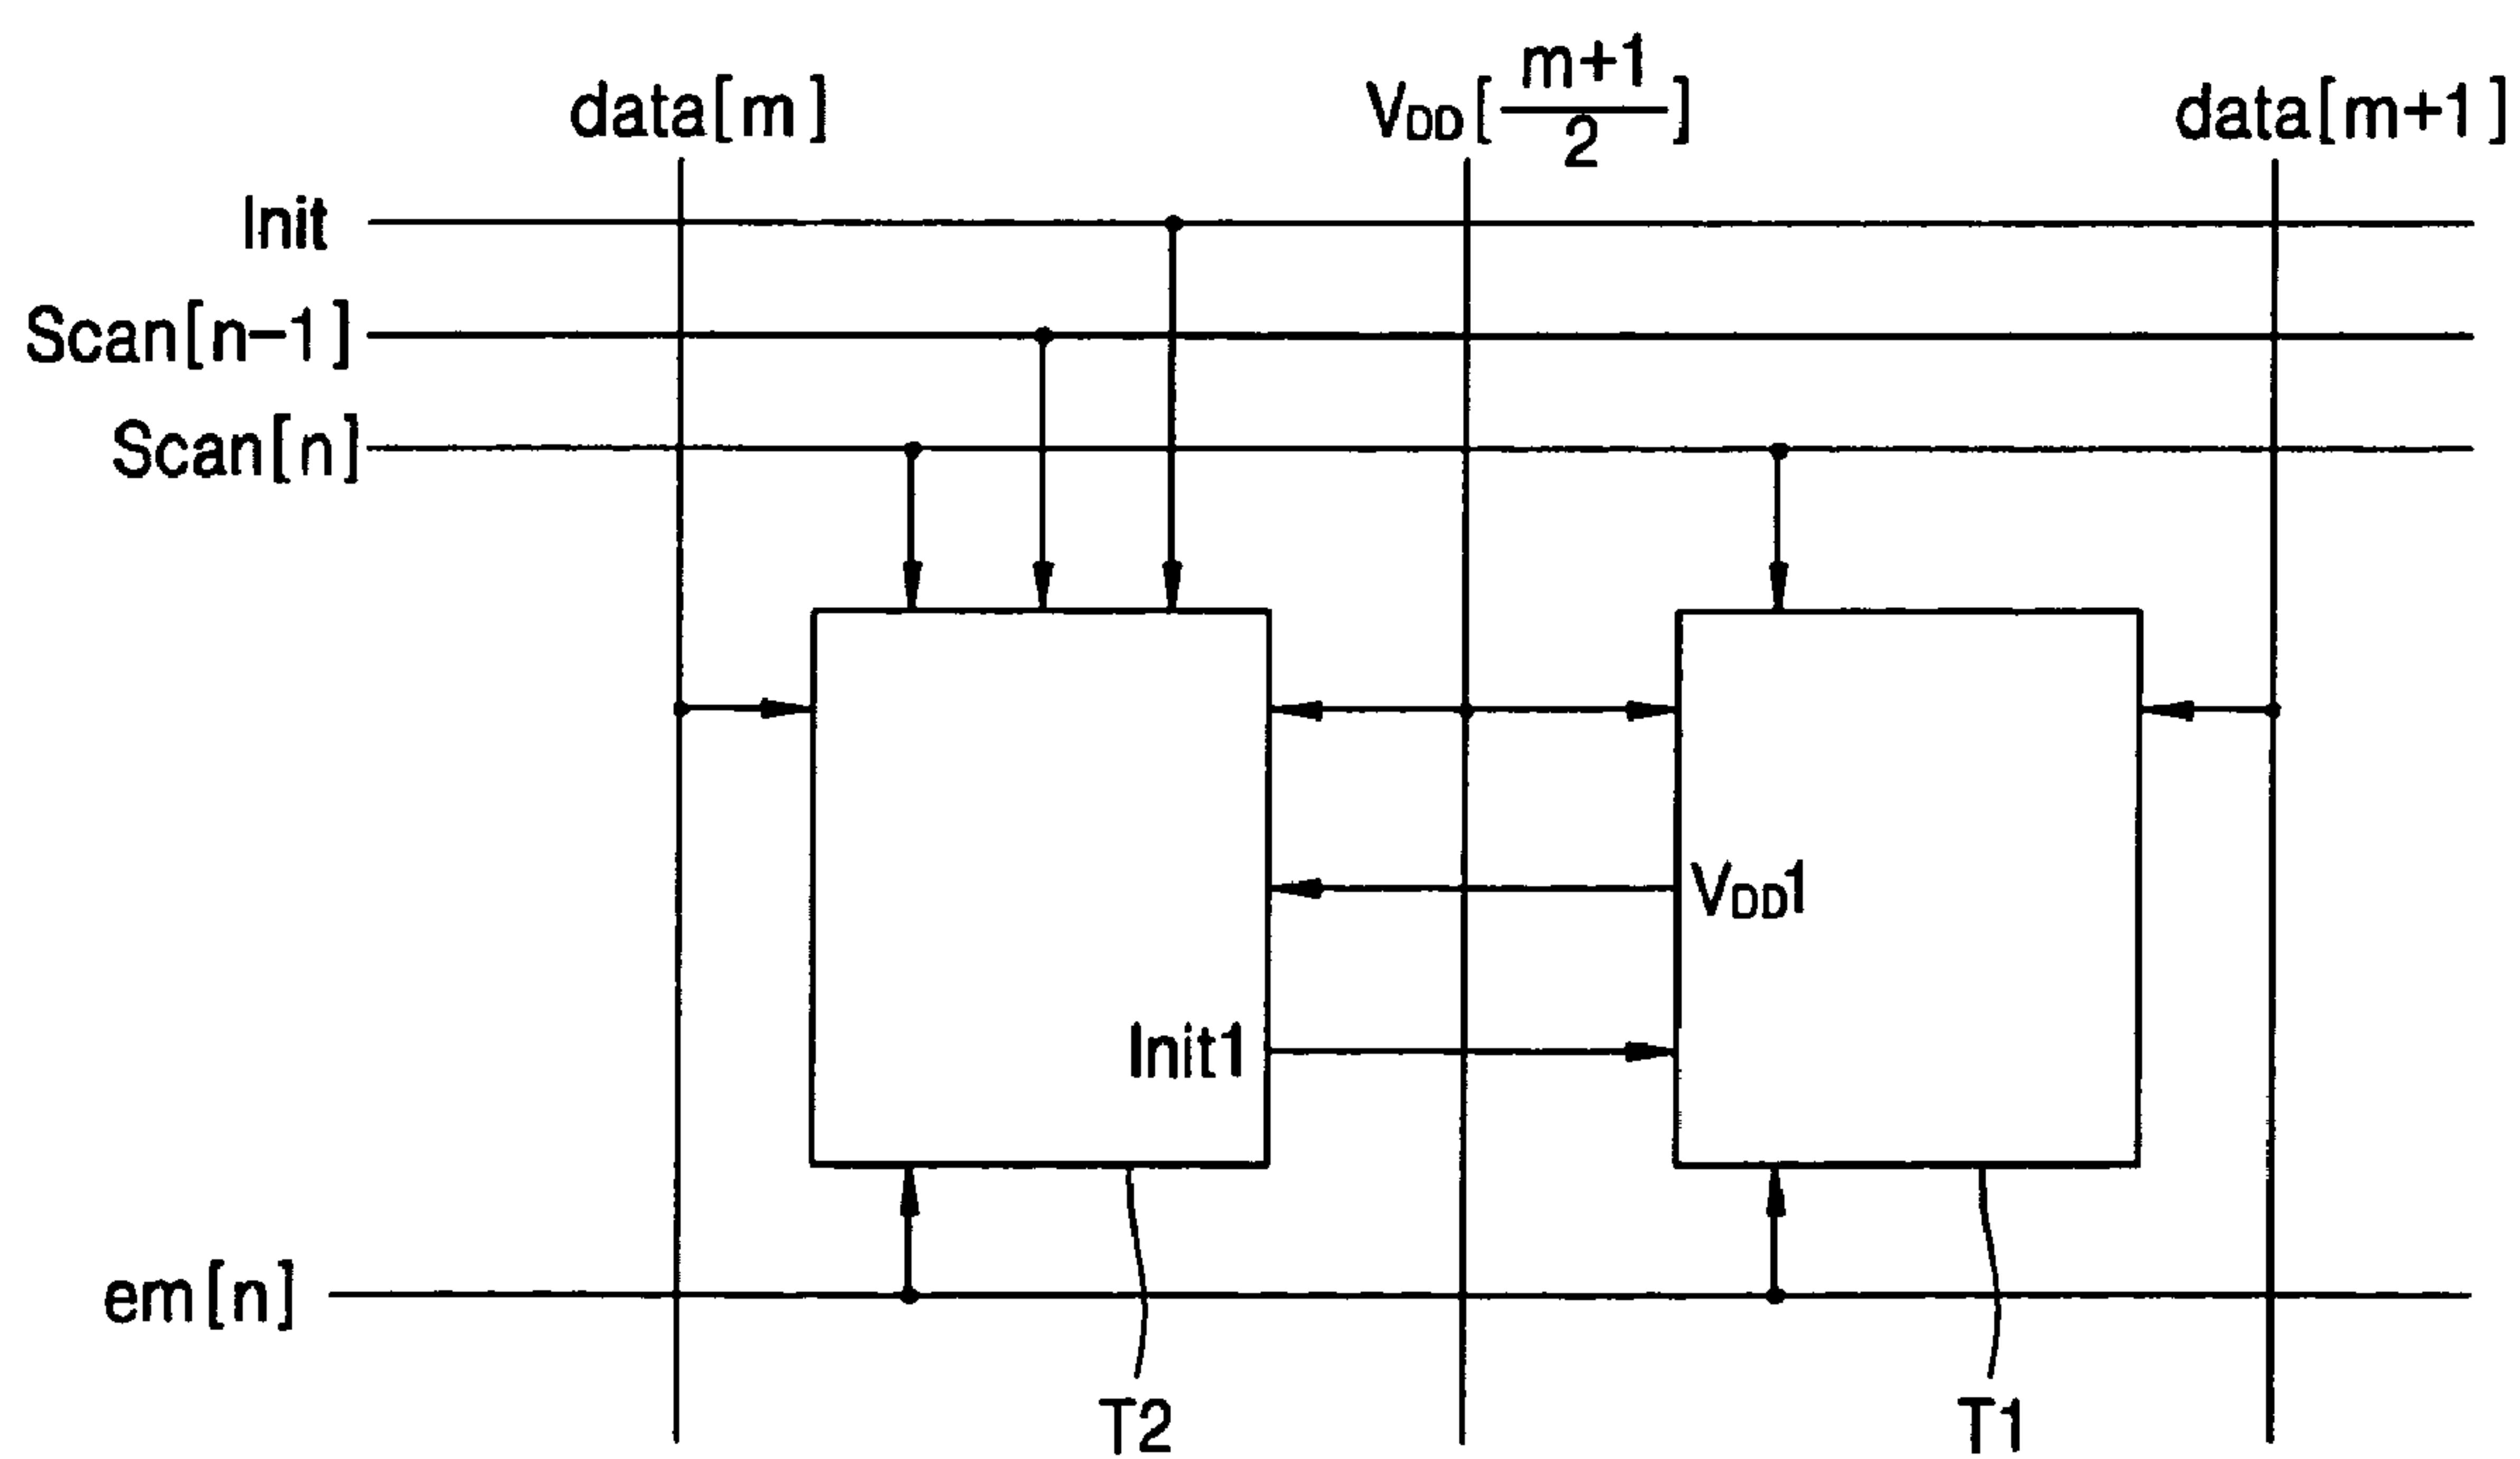 data[m]
VDD[m+1/2]
data[m+1]
Init
Scan[n-1]
Scan[n]
VDD1
Init1
em[n]
T2
T1